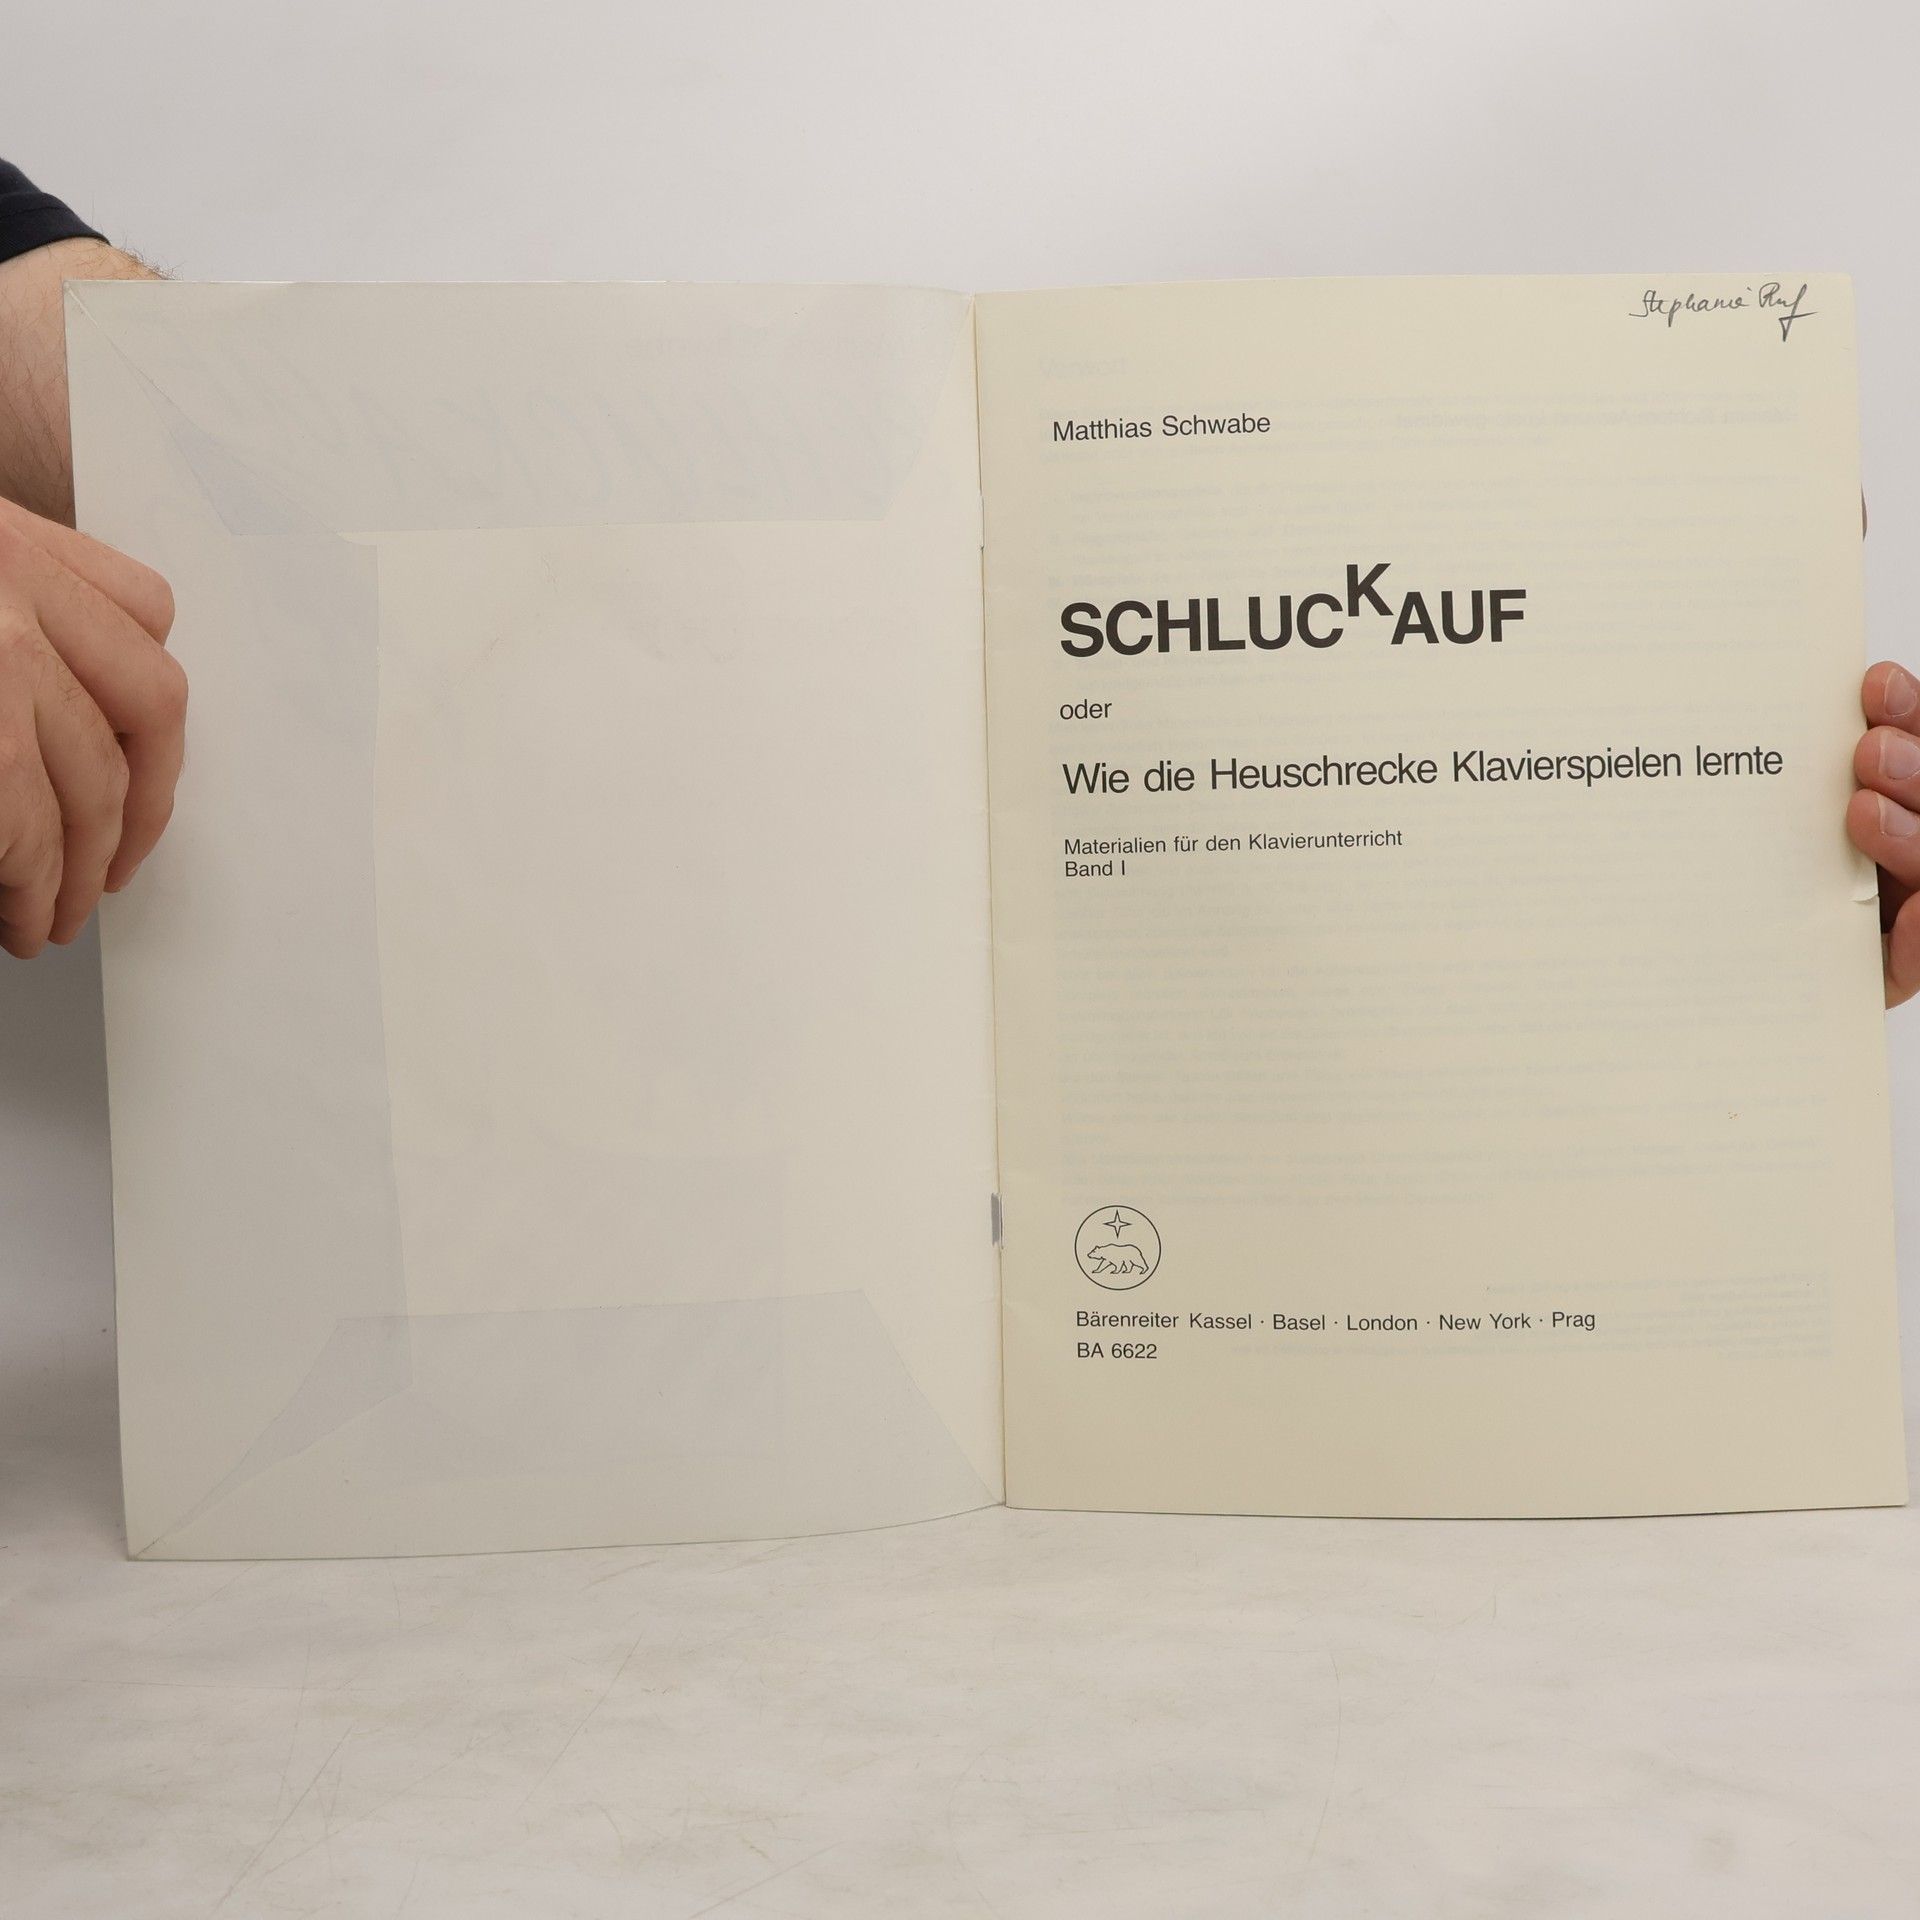 Stephanie Ruf
Matthias Schwabe
SCHLUCKAUF
oder
Wie die Heuschrecke Klavierspielen lernte
Materialien für den Klavierunterricht
Band I
Bärenreiter Kassel · Basel · London · New York · Prag
BA 6622